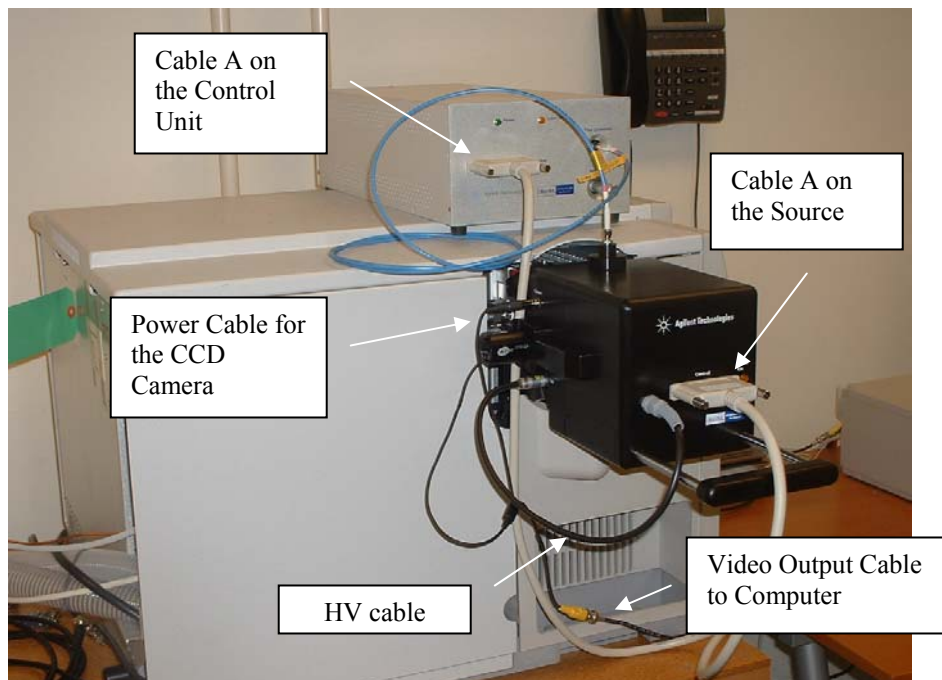 Cable A on
the Control
Unit
Cable A on
the Source
Power Cable for
the CCD
Camera
Agilent Technologies
HV cable
Video Output Cable
to Computer